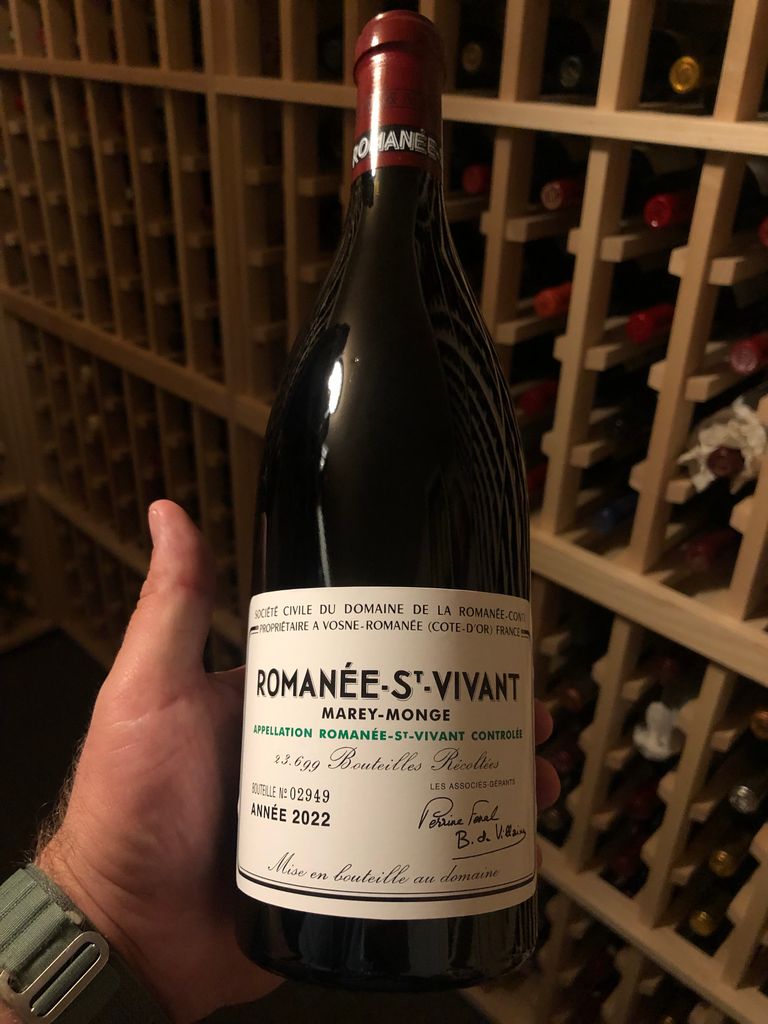 ROMANÉE-
SOCIÉTÉ CIVILE DU DOMAINE DE LA ROMANÉE-CONTI
PROPRIÉTAIRE A VOSNE-ROMANÉE (COTE-D'OR) FRANCE
ROMANÉE-Sᵀ-VIVANT
MAREY-MONGE
APPELLATION ROMANÉE-Sᵀ-VIVANT CONTROLÉE
23.699 Bouteilles Récoltées
LES ASSOCIÉS-GÉRANTS
BOUTEILLE Nº 02949
ANNÉE 2022
Perrine Fenal
B. de Villaine
Mise en bouteille au domaine